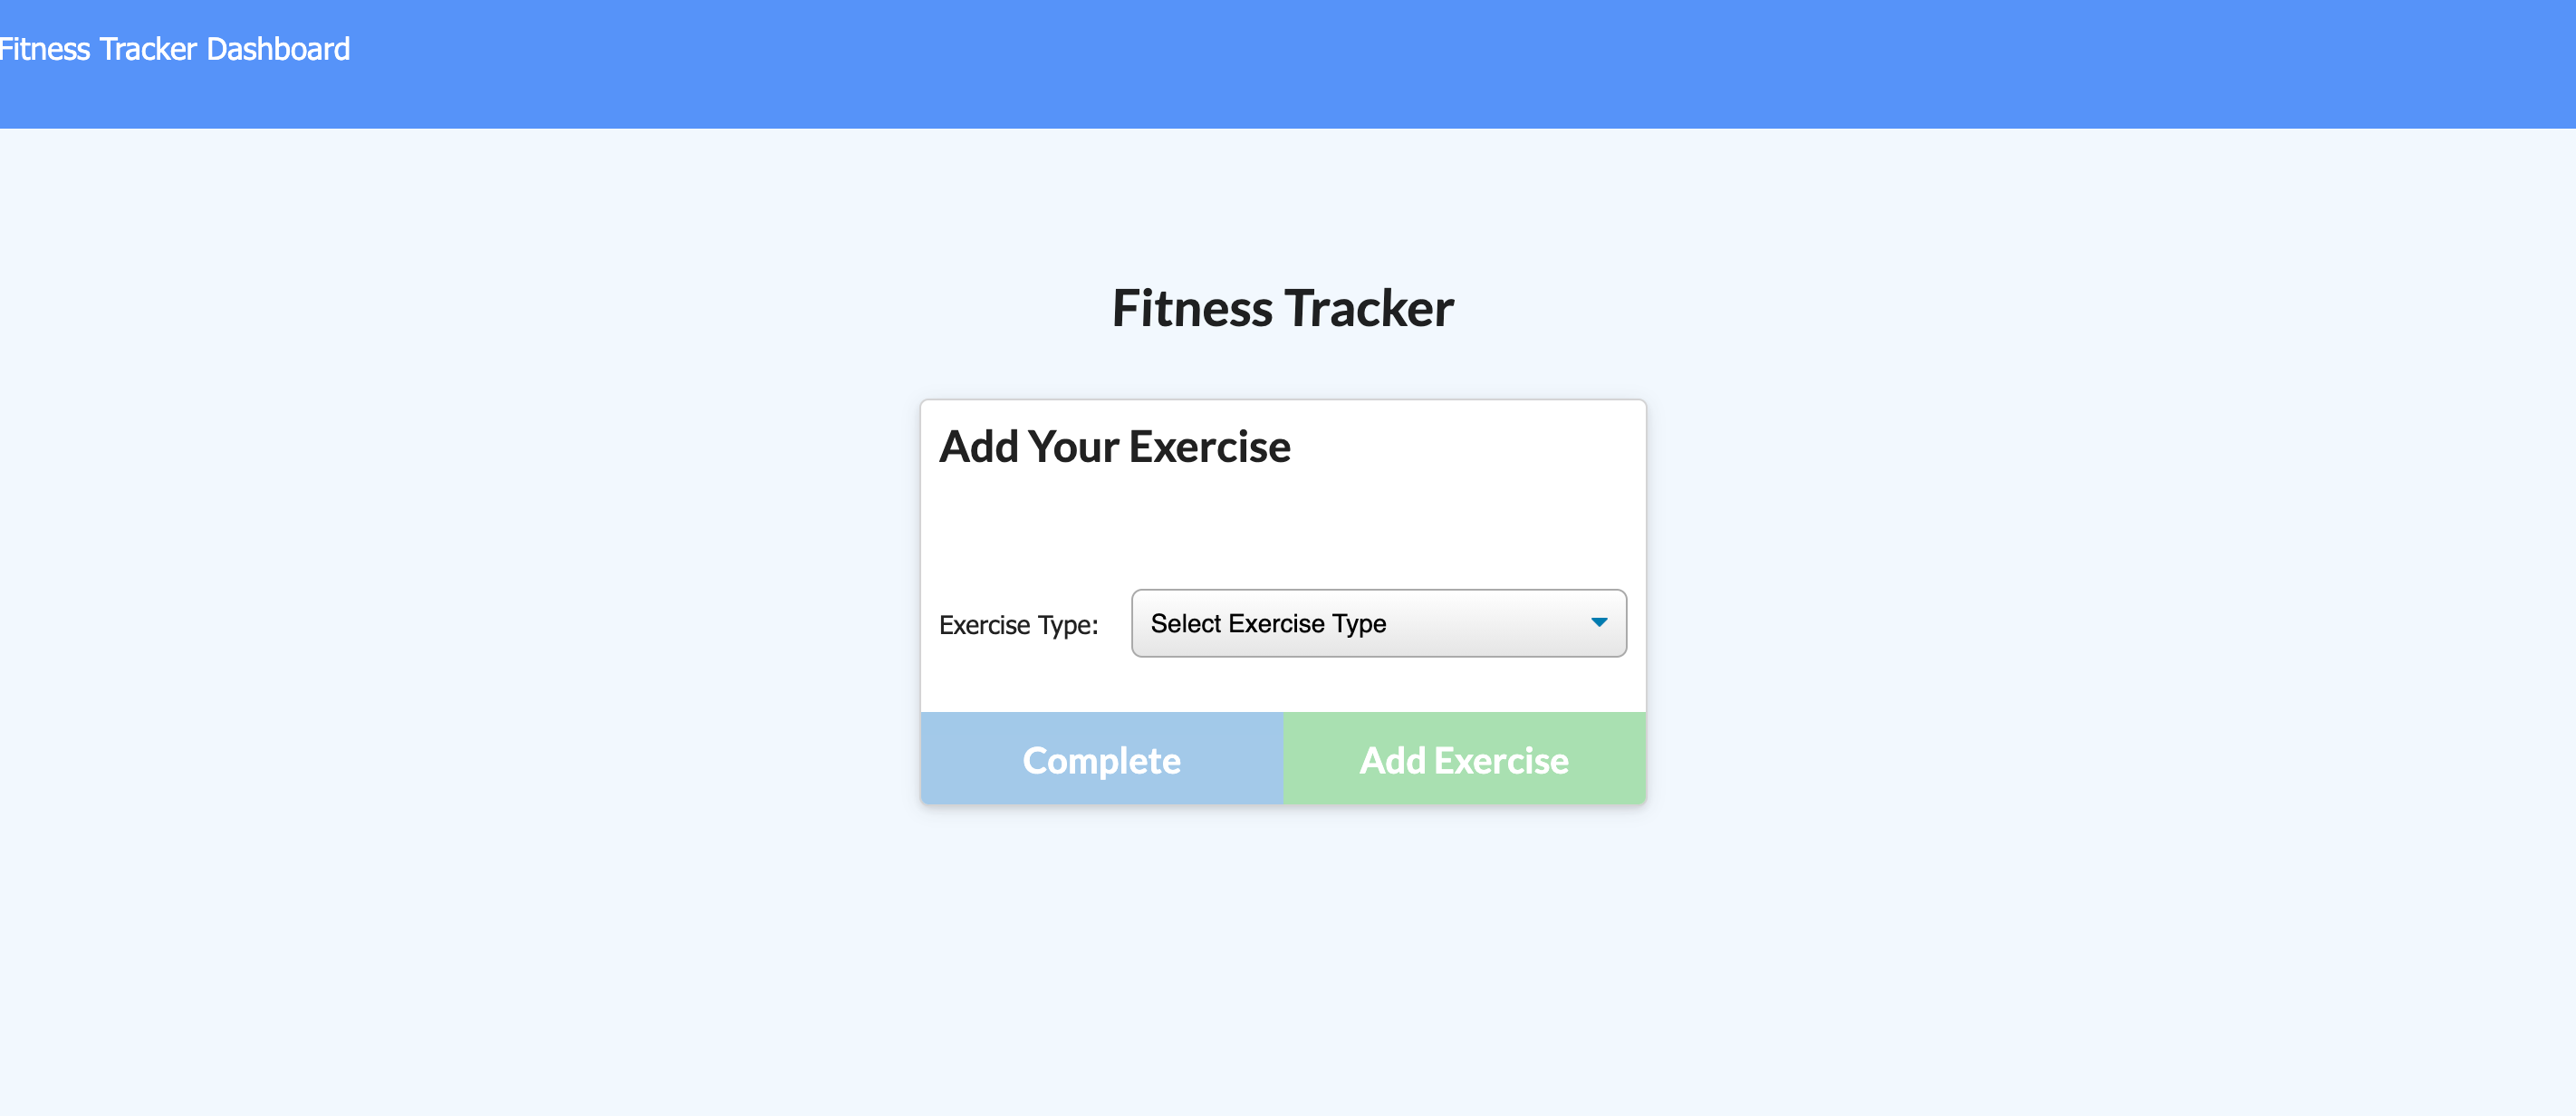 Fitness Tracker Dashboard
Fitness Tracker
Add Your Exercise
Exercise Type: Select Exercise Type
Complete Add Exercise